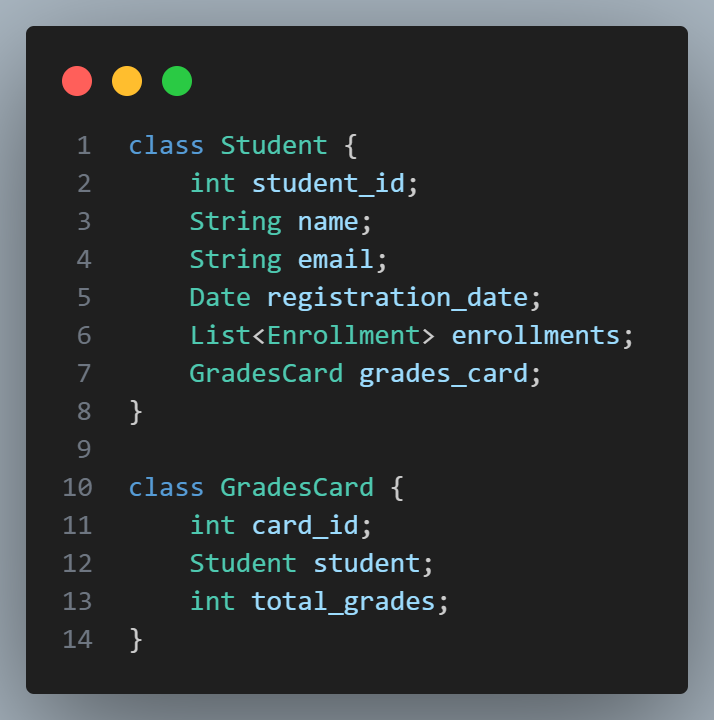 1 class Student {
2     int student_id;
3     String name;
4     String email;
5     Date registration_date;
6     List<Enrollment> enrollments;
7     GradesCard grades_card;
8 }
9
10 class GradesCard {
11     int card_id;
12     Student student;
13     int total_grades;
14 }